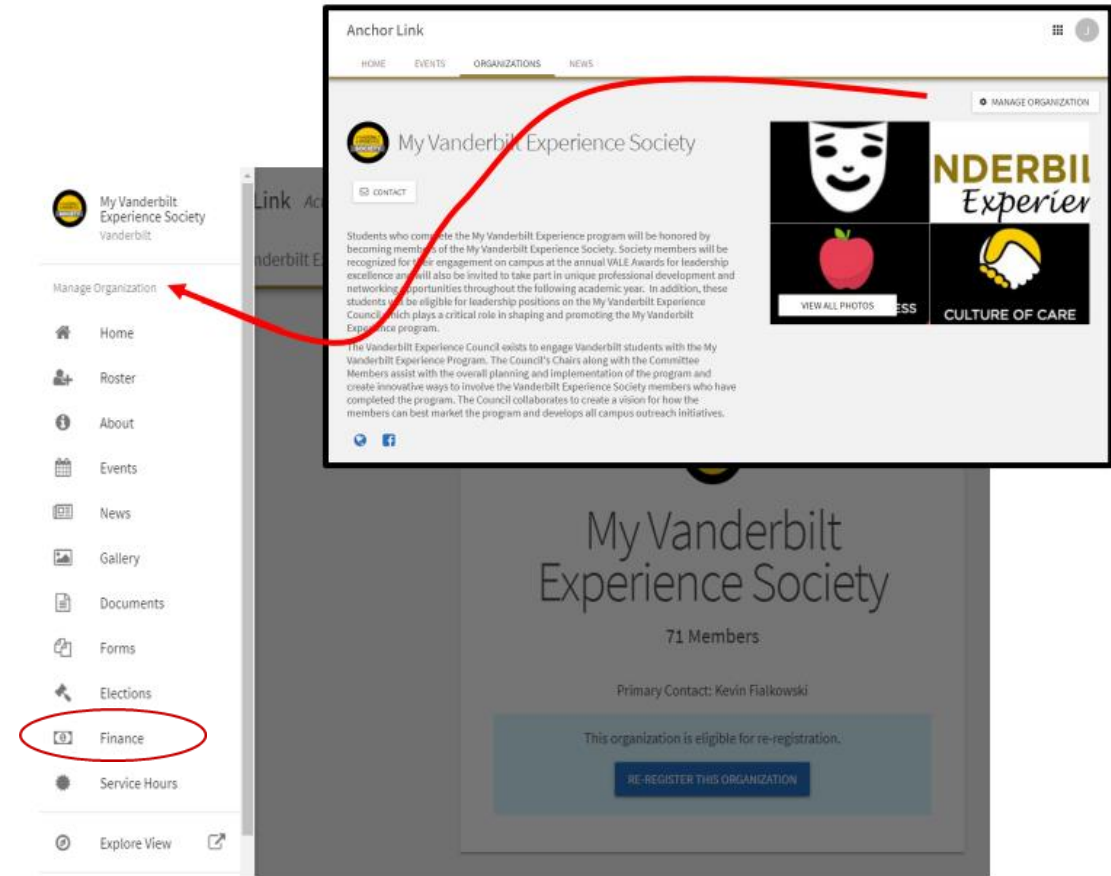 Anchor Link
J
HOME EVENTS ORGANIZATIONS NEWS
MANAGE ORGANIZATION
My Vanderbilt Experience Society
CONTACT
Students who complete the My Vanderbilt Experience program will be honored by
becoming members of the My Vanderbilt Experience Society. Society members will be
recognized for their engagement on campus at the annual VALE Awards for leadership
excellence and will also be invited to take part in unique professional development and
networking opportunities throughout the following academic year. In addition, these
students will be eligible for leadership positions on the My Vanderbilt Experience
Council which plays a critical role in shaping and promoting the My Vanderbilt
Experience program.
The Vanderbilt Experience Council exists to engage Vanderbilt students with the My
Vanderbilt Experience Program. The Council's Chairs along with the Committee
Members assist with the overall planning and implementation of the program and
create innovative ways to involve the Vanderbilt Experience Society members who have
completed the program. The Council collaborates to create a vision for how the
members can best market the program and develops all campus outreach initiatives.
NDERBIL
Experier
VIEW ALL PHOTOS
ESS
CULTURE OF CARE
My Vanderbilt
Experience Society
Vanderbilt
Manage Organization
Home
Roster
About
Events
News
Gallery
Documents
Forms
Elections
Finance
Service Hours
Explore View
Link Ac
nderbilt E
My Vanderbilt
Experience Society
71 Members
Primary Contact: Kevin Fialkowski
This organization is eligible for re-registration.
RE-REGISTER THIS ORGANIZATION